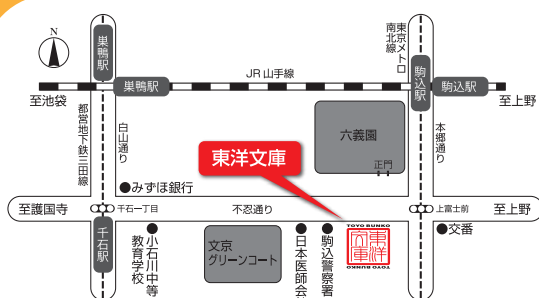 N
巣鴨駅
巣鴨駅
JR山手線
東京メトロ
南北線
駒込駅
駒込駅
至池袋
至上野
都営地下鉄三田線
白山通り
六義園
正門
本郷通り
東洋文庫
みずほ銀行
至護国寺
千石一丁目
不忍通り
上富士前
至上野
千石駅
小石川中等
教育学校
文京
グリーンコート
日本医師会
駒込警察署
TOYO BUNKO
東洋
文庫
TOYO BUNKO
交番